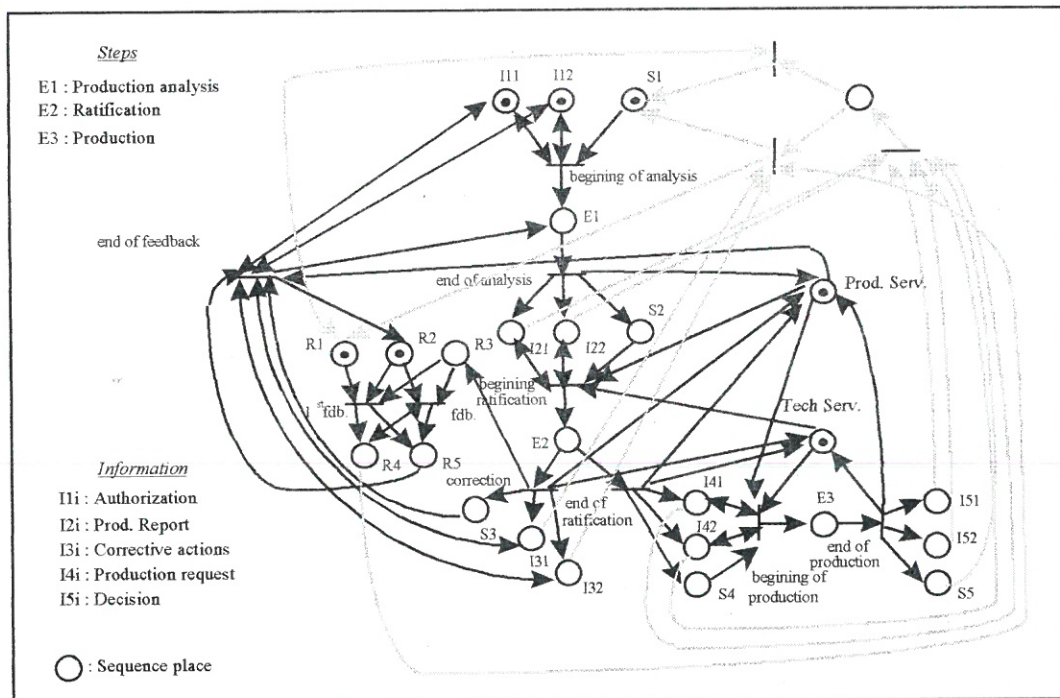 Steps
E1 : Production analysis
E2 : Ratification
E3 : Production
I11
I12
S1
begining of analysis
E1
end of feedback
end of analysis
Prod. Serv.
S2
R1
R2
R3
I21
I22
begining
ratification
1 st fdb.
fdb.
Tech Serv.
E2
R4
R5
correction
I41
E3
I51
Information
I1i : Authorization
I2i : Prod. Report
I3i : Corrective actions
I4i : Production request
I5i : Decision
S3
end of
ratification
I42
I31
end of
production
I52
I32
S4
begining of
production
S5
: Sequence place